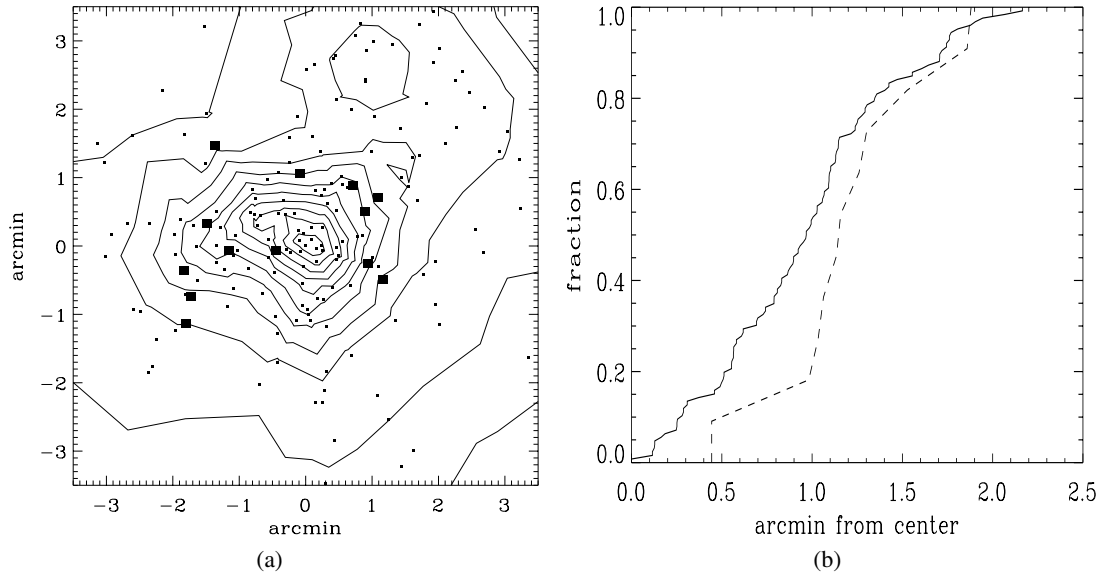 3
2
1
0
−1
−2
−3
arcmin
−3 −2 −1 0 1 2 3
arcmin
(a)
1.0
0.8
0.6
0.4
0.2
0.0
fraction
0.0 0.5 1.0 1.5 2.0 2.5
arcmin from center
(b)